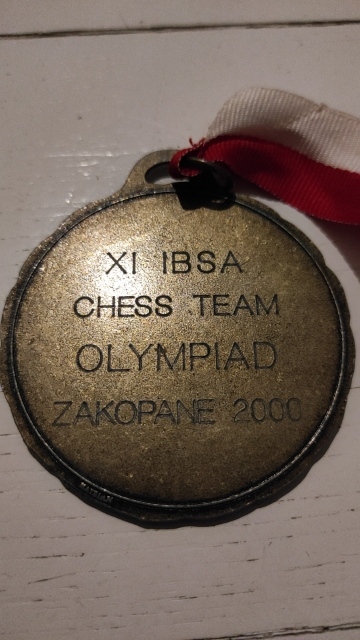 XI IBSA
CHESS TEAM
OLYMPIAD
ZAKOPANE 2000